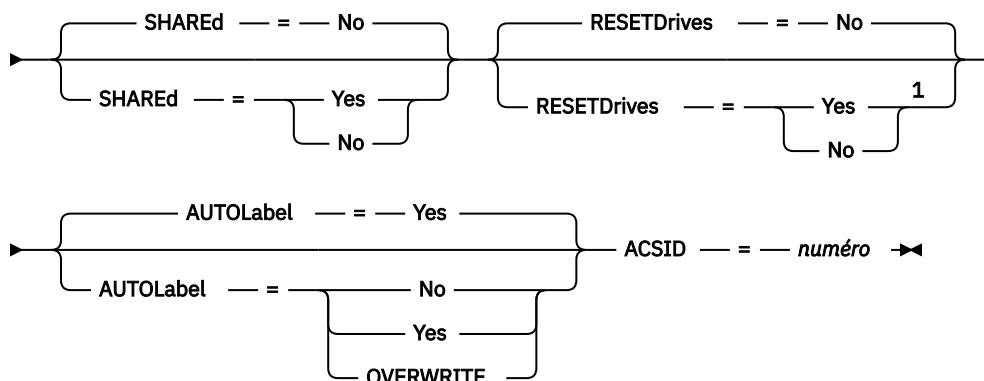 SHAREd = No RESETDrives = No
SHAREd = Yes RESETDrives = Yes 1
No No
AUTOLabel = Yes
ACSID = numéro
AUTOLabel = No
Yes
OVERWRITE